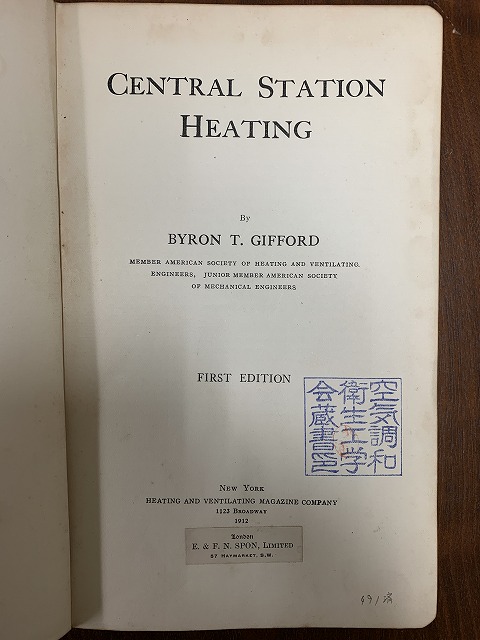 CENTRAL STATION
HEATING
By
BYRON T. GIFFORD
MEMBER AMERICAN SOCIETY OF HEATING AND VENTILATING.
ENGINEERS, JUNIOR MEMBER AMERICAN SOCIETY
OF MECHANICAL ENGINEERS
FIRST EDITION
空気調和
衛生工学
会蔵書印
NEW YORK
HEATING AND VENTILATING MAGAZINE COMPANY
1123 BROADWAY
1912
London
E. & F. N. SPON, LIMITED
57 HAYMARKET, S.W.